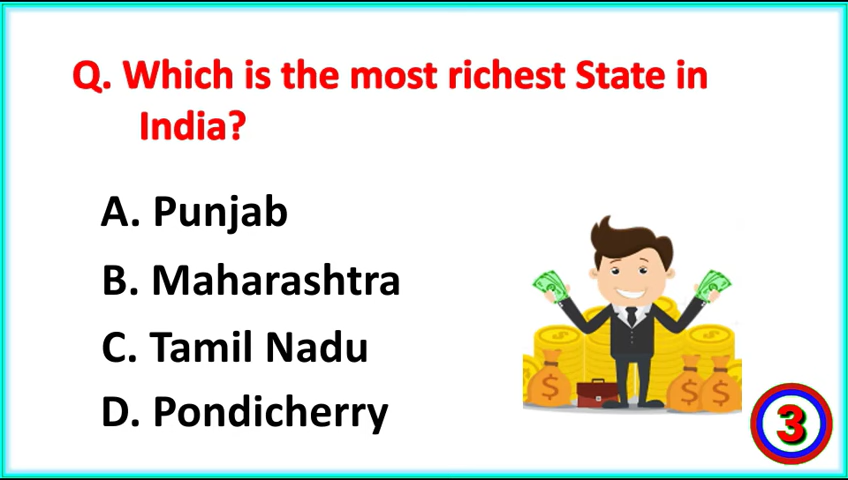 Q. Which is the most richest State in
India?
A. Punjab
B. Maharashtra
C. Tamil Nadu
D. Pondicherry
$
$
$
$
$
3